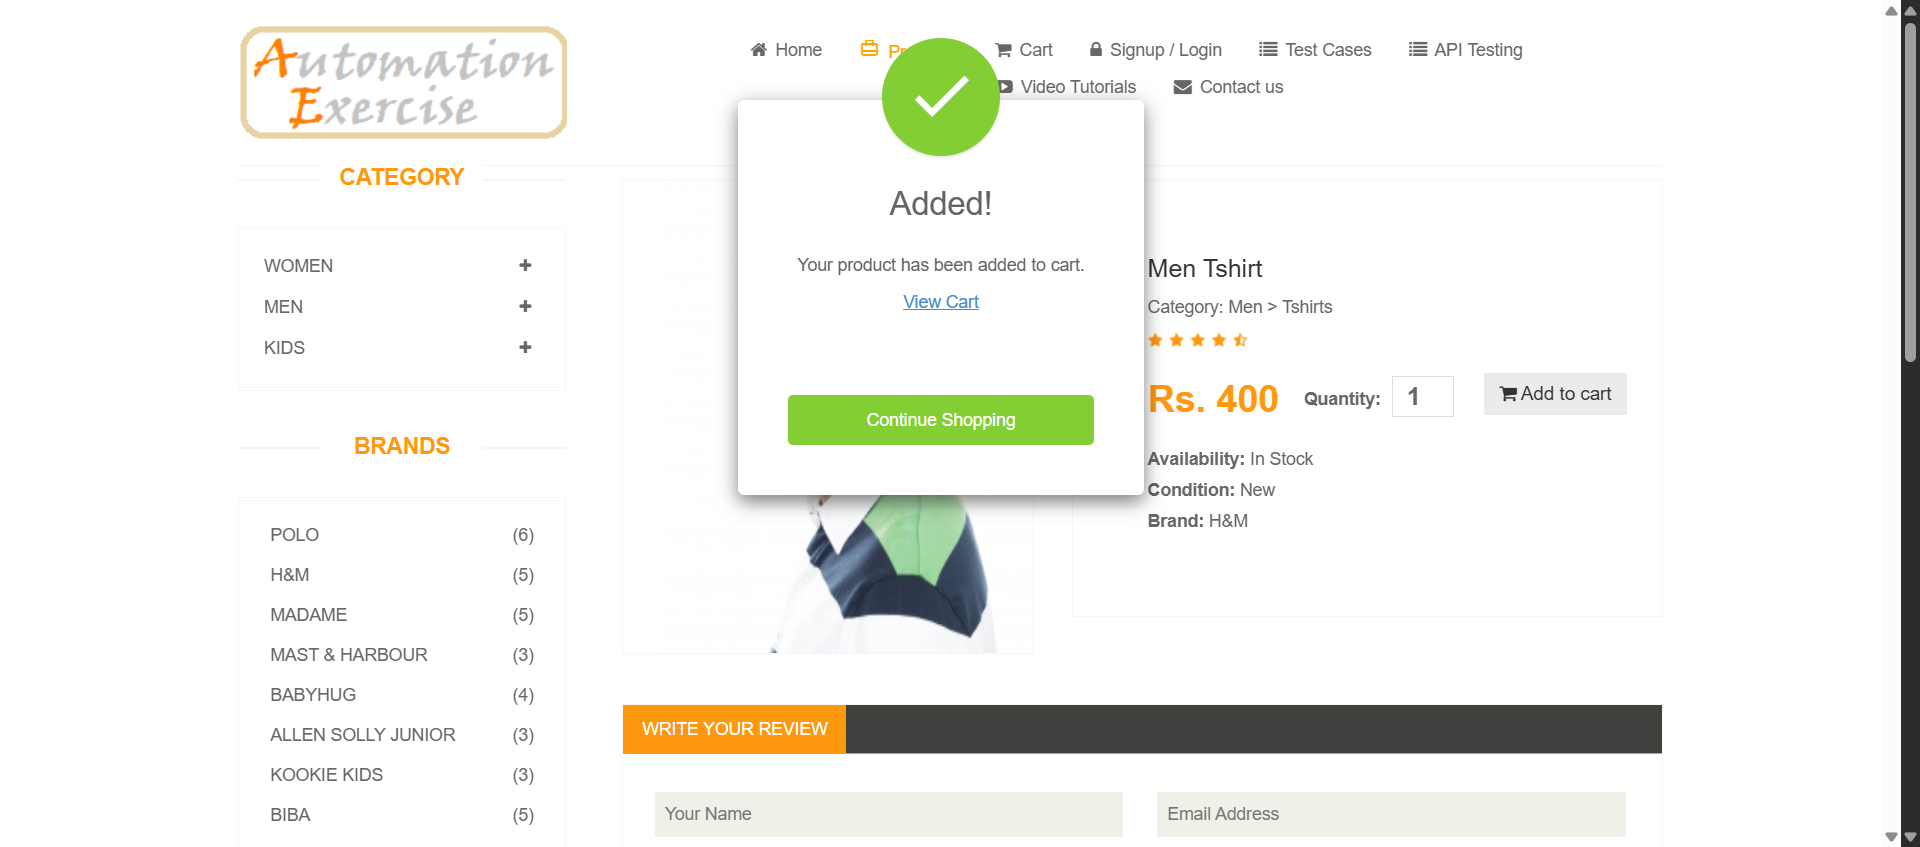 Automation
Exercise
Home
Cart
Signup / Login
Test Cases
API Testing
Video Tutorials
Contact us
CATEGORY
WOMEN
MEN
KIDS
BRANDS
POLO (6)
H&M (5)
MADAME (5)
MAST & HARBOUR (3)
BABYHUG (4)
ALLEN SOLLY JUNIOR (3)
KOOKIE KIDS (3)
BIBA (5)
Added!
Your product has been added to cart.
View Cart
Continue Shopping
Men Tshirt
Category: Men > Tshirts
Rs. 400 Quantity: 1 Add to cart
Availability: In Stock
Condition: New
Brand: H&M
WRITE YOUR REVIEW
Your Name
Email Address